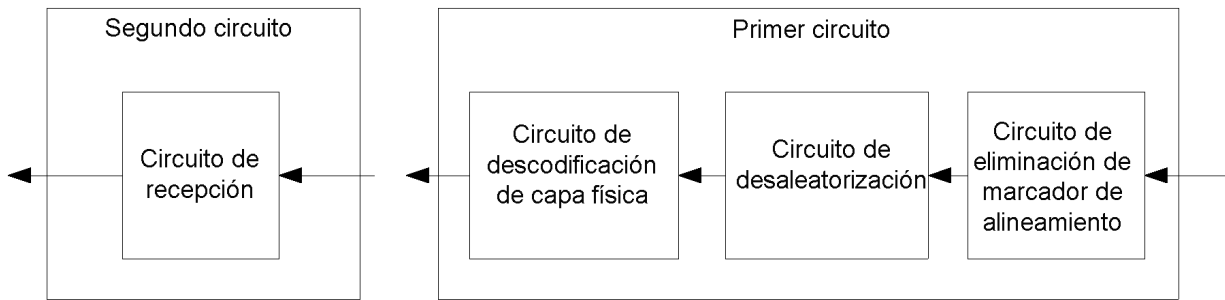 Segundo circuito
Circuito de
recepción
Primer circuito
Circuito de
descodificación
de capa física
Circuito de
desaleatorización
Circuito de
eliminación de
marcador de
alineamiento